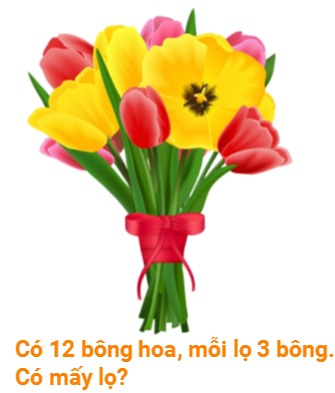 Có 12 bông hoa, mỗi lọ 3 bông.
Có mấy lọ?